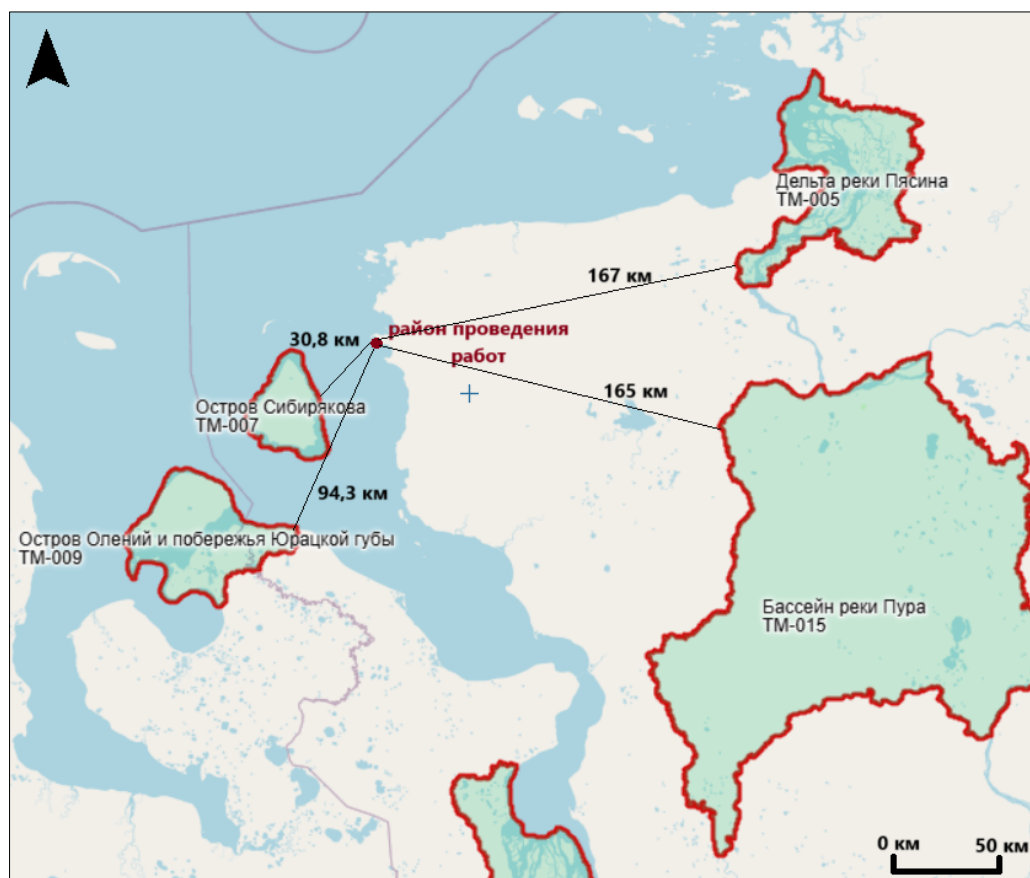 Дельта реки Пясина
ТМ-005
167 км
район проведения
работ
30,8 км
165 км
Остров Сибирякова
ТМ-007
94,3 км
Остров Олений и побережья Юрацкой губы
ТМ-009
Бассейн реки Пура
ТМ-015
0 км 50 км